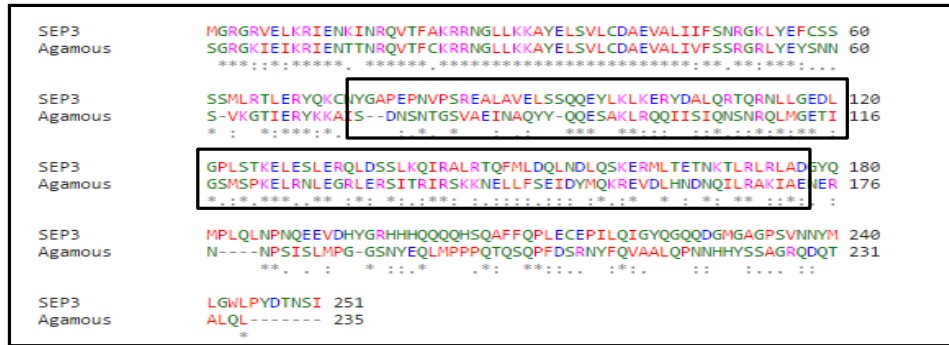 SEP3 MGRGRVELKRIENKINRQVTFAKRRNGLLKKAYELSVLCDAEVALIIFSNRGKLYEFCSS 60
Agamous SGRGKIEIKRIENTTNRQVTFCKRRNGLLKKAYELSVLCDAEVALIVFSSRGRLYEYSNN 60
***::*:*****. ******.************************:**.**:****:...
SEP3 SSMLRTLERYQKCNYGAPEPNVPSREALAVELSSQQEYLKLKERYDALQRTQRNLLGEDL 120
Agamous S-VKGTIERYKKAIS--DNSNTGSVAEINAQYY-QQESAKLRQQIISIQNSNRQLMGETI 116
* : *:***:*. .* .: .: *** **::: ::*.::*:*:** :
SEP3 GPLSTKELESLERQLDSSLKQIRALRTQFMLDQLNDLQSKERMLTETNKTLRLRLADGYQ 180
Agamous GSMSPKELRNLEGRLERSITRIRSKKNELLFSEIDYMQKREVDLHNDNQILRAKIAENER 176
*.:*.***..** :*: *:.:**: :.:::::.::: :*.:* * : *: ** ::*:. :
SEP3 MPLQLNPNQEEVDHYGRHHHQQQQHSQAFFQPLECEPILQIGYQGQQDGMGAGPSVNNYM 240
Agamous N----NPSISLMPG-GSNYEQLMPPPQTQSQPFDSRNYFQVAALQPNNHHYSSAGRQDQT 231
**. . : * ::.* .*: **::.. :*:. :: :... ::
SEP3 LGWLPYDTNSI 251
Agamous ALQL------- 235
*